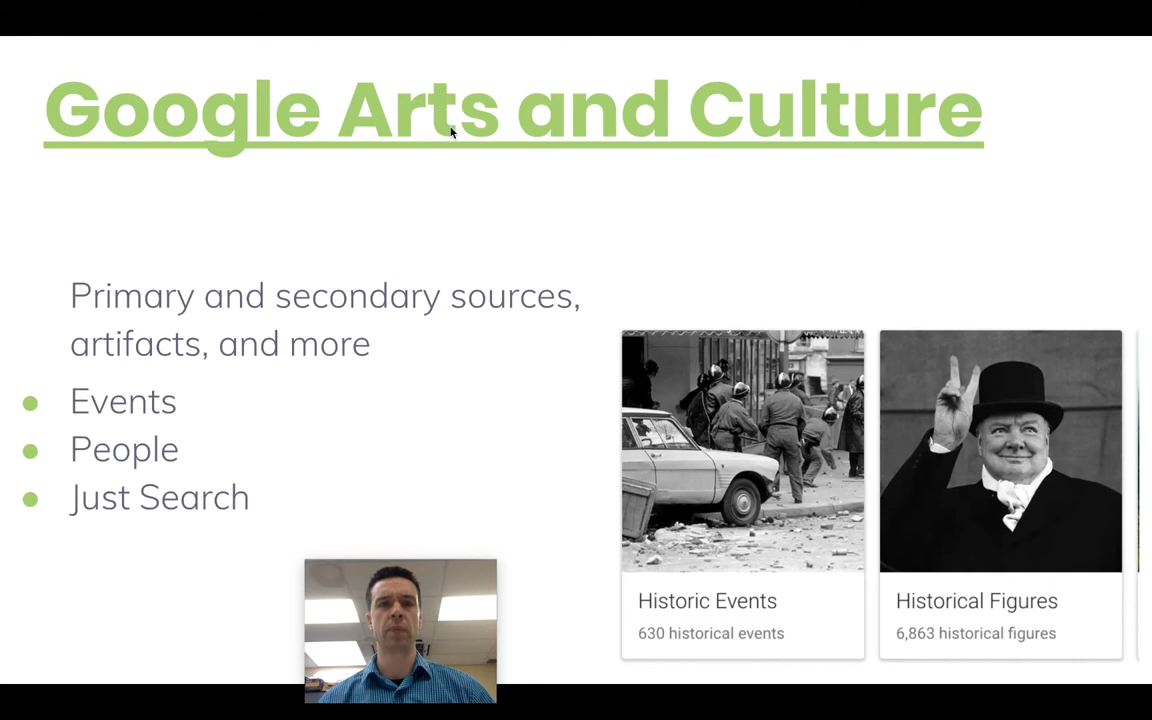 Google Arts and Culture
Primary and secondary sources,
artifacts, and more
Events
People
Just Search
Historic Events
630 historical events
Historical Figures
6,863 historical figures